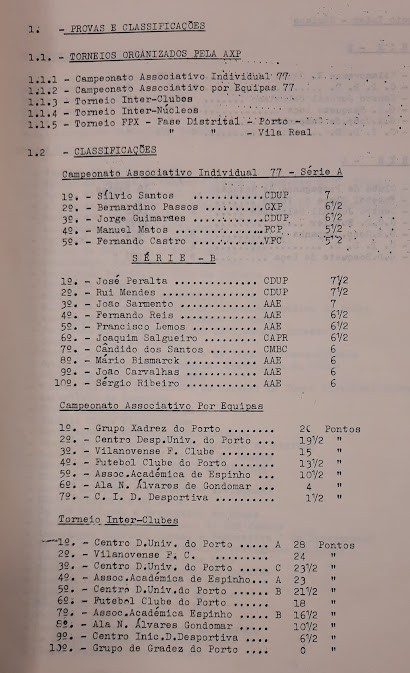 1. - PROVAS E CLASSIFICAÇÕES
1.1. - TORNEIOS ORGANIZADOS PELA AXP
1.1.1 - Campeonato Associativo Individual 77
1.1.2 - Campeonato Associativo por Equipas 77
1.1.3 - Torneio Inter-Clubes
1.1.4 - Torneio Inter-Núcleos
1.1.5 - Torneio FPX - Fase Distrital - Porto -
" " - Vila Real
1.2 - CLASSIFICAÇÕES
Campeonato Associativo Individual 77 - Série A
1º. - Sílvio Santos ............CDUP 7
2º. - Bernardino Passos .........GXP 6½
3º. - Jorge Guimarães ...........CDUP 6½
4º. - Manuel Matos ..............FCP 5½
5º. - Fernando Castro ...........VFC 5½
SÉRIE - B
1º. - José Peralta .............. CDUP 7½
2º. - Rui Mendes ................ CDUP 7½
3º. - João Sarmento ............. AAE 7
4º. - Fernando Reis ............. AAE 6½
5º. - Francisco Lemos ........... AAE 6½
6º. - Joaquim Salgueiro ......... CAPR 6½
7º. - Cândido dos Santos ........ CMBC 6
8º. - Mário Bismarck ............ AAE 6
9º. - João Carvalhas ............ AAE 6
10º. - Sérgio Ribeiro ........... AAE 6
Campeonato Associativo Por Equipas
1º. - Grupo Xadrez do Porto ........ 20 Pontos
2º. - Centro Desp.Univ. do Porto ... 19½ "
3º. - Vilanovense F. Clube ......... 15 "
4º. - Futebol Clube do Porto ....... 13½ "
5º. - Assoc.Académica de Espinho ... 10½ "
6º. - Ala N. Álvares de Gondomar ... 4 "
7º. - C. I. D. Desportiva .......... 1½ "
Torneio Inter-Clubes
1º. - Centro D.Univ. do Porto ..... A 28 Pontos
2º. - Vilanovense F. C. ......... 24 "
3º. - Centro D.Univ. do Porto ..... C 23½ "
4º. - Assoc.Académica de Espinho... A 23 "
5º. - Centro D.Univ.do Porto ...... B 21½ "
6º. - Futebol Clube do Porto ...... 18 "
7º. - Assoc.Académica Espinho ..... B 16½ "
8º. - Ala N. Álvares Gondomar ..... 10½ "
9º. - Centro Inic.D.Desportiva .... 6½ "
10º. - Grupo de Gradez do Porto .... 0 "